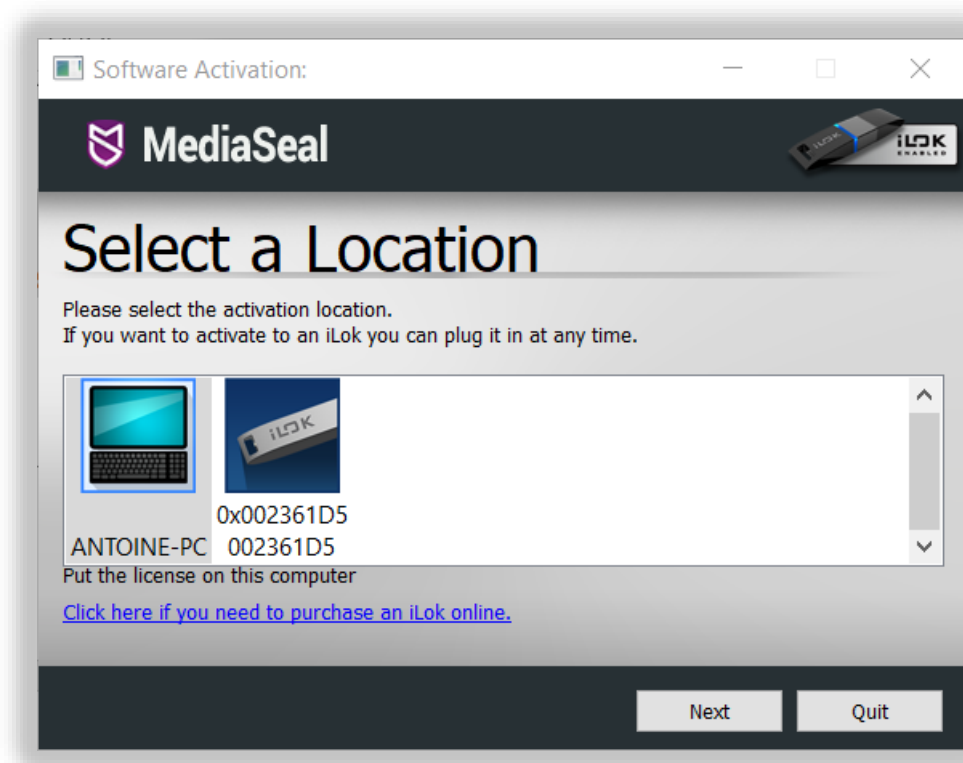 Software Activation:
MediaSeal
iLOK
iLOK
ENABLED
Select a Location
Please select the activation location.
If you want to activate to an iLok you can plug it in at any time.
iLOK
0x002361D5
ANTOINE-PC 002361D5
Put the license on this computer
Click here if you need to purchase an iLok online.
Next Quit